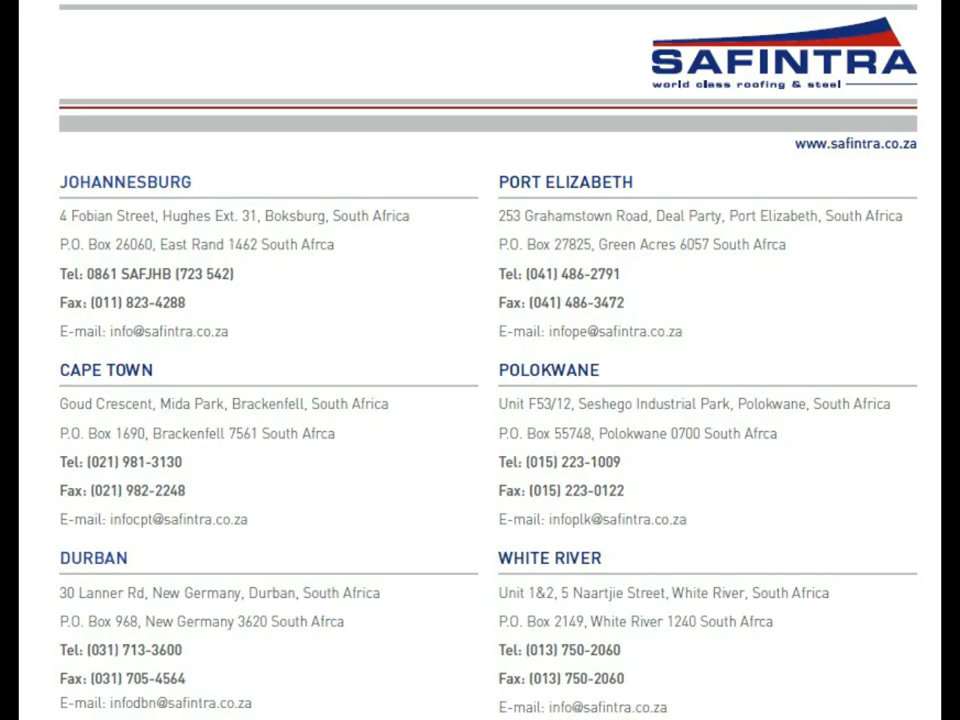 SAFINTRA
world class roofing & steel
www.safintra.co.za
JOHANNESBURG
4 Fobian Street, Hughes Ext. 31, Boksburg, South Africa
P.O. Box 26060, East Rand 1462 South Afrca
Tel: 0861 SAFJHB (723 542)
Fax: (011) 823-4288
E-mail: info@safintra.co.za
CAPE TOWN
Goud Crescent, Mida Park, Brackenfell, South Africa
P.O. Box 1690, Brackenfell 7561 South Afrca
Tel: (021) 981-3130
Fax: (021) 982-2248
E-mail: infocpt@safintra.co.za
DURBAN
30 Lanner Rd, New Germany, Durban, South Africa
P.O. Box 968, New Germany 3620 South Afrca
Tel: (031) 713-3600
Fax: (031) 705-4564
E-mail: infodbn@safintra.co.za
PORT ELIZABETH
253 Grahamstown Road, Deal Party, Port Elizabeth, South Africa
P.O. Box 27825, Green Acres 6057 South Afrca
Tel: (041) 486-2791
Fax: (041) 486-3472
E-mail: infope@safintra.co.za
POLOKWANE
Unit F53/12, Seshego Industrial Park, Polokwane, South Africa
P.O. Box 55748, Polokwane 0700 South Afrca
Tel: (015) 223-1009
Fax: (015) 223-0122
E-mail: infoplk@safintra.co.za
WHITE RIVER
Unit 1&2, 5 Naartjie Street, White River, South Africa
P.O. Box 2149, White River 1240 South Afrca
Tel: (013) 750-2060
Fax: (013) 750-2060
E-mail: info@safintra.co.za